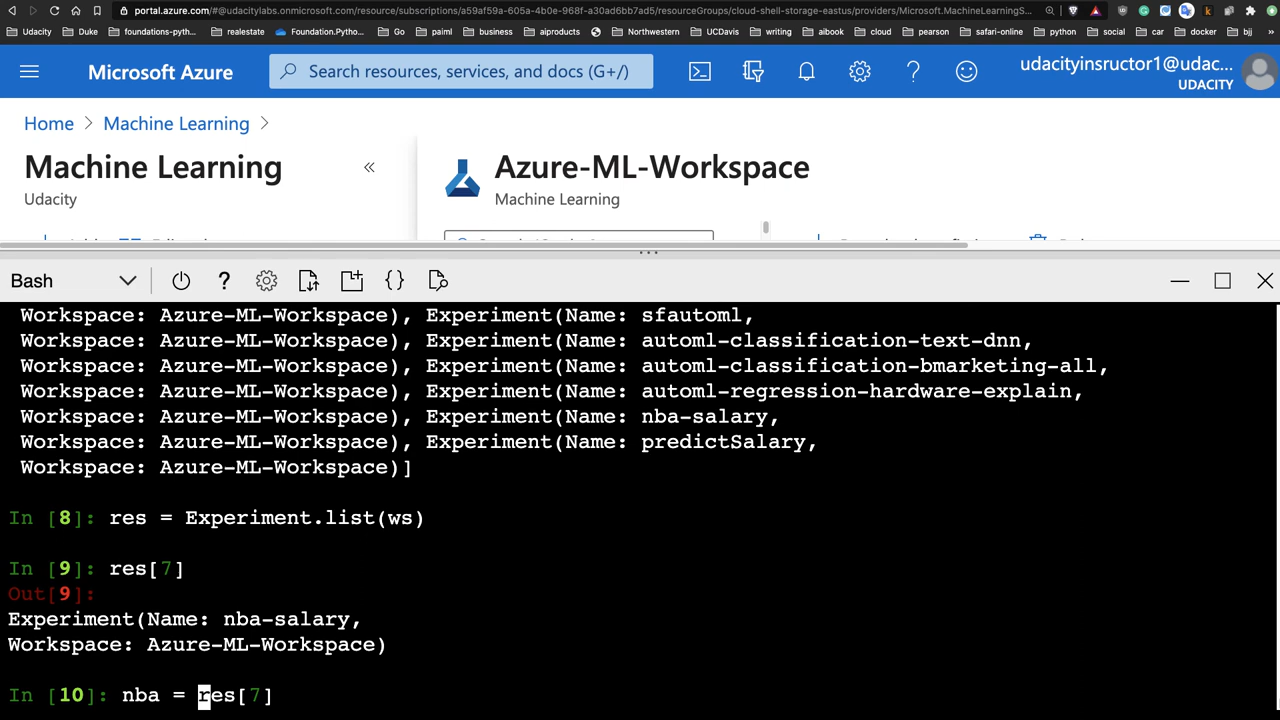 portal.azure.com/#@udacitylabs.onmicrosoft.com/resource/subscriptions/a59af59a-605a-4b0e-968f-a30ad6bb7ad5/resourceGroups/cloud-shell-storage-eastus/providers/Microsoft.MachineLearningS...
Udacity Duke foundations-pyth... realestate Foundation.Pytho... Go paiml business aiproducts Northwestern UCDavis writing aibook cloud pearson safari-online python social car docker bjj »
Microsoft Azure
Search resources, services, and docs (G+/)
udacityinsructor1@udac...
UDACITY
Home > Machine Learning >
Machine Learning «
Udacity
Azure-ML-Workspace
Machine Learning
Bash
Workspace: Azure-ML-Workspace), Experiment(Name: sfautoml,
Workspace: Azure-ML-Workspace), Experiment(Name: automl-classification-text-dnn,
Workspace: Azure-ML-Workspace), Experiment(Name: automl-classification-bmarketing-all,
Workspace: Azure-ML-Workspace), Experiment(Name: automl-regression-hardware-explain,
Workspace: Azure-ML-Workspace), Experiment(Name: nba-salary,
Workspace: Azure-ML-Workspace), Experiment(Name: predictSalary,
Workspace: Azure-ML-Workspace)]
In [8]: res = Experiment.list(ws)
In [9]: res[7]
Out[9]:
Experiment(Name: nba-salary,
Workspace: Azure-ML-Workspace)
In [10]: nba = res[7]